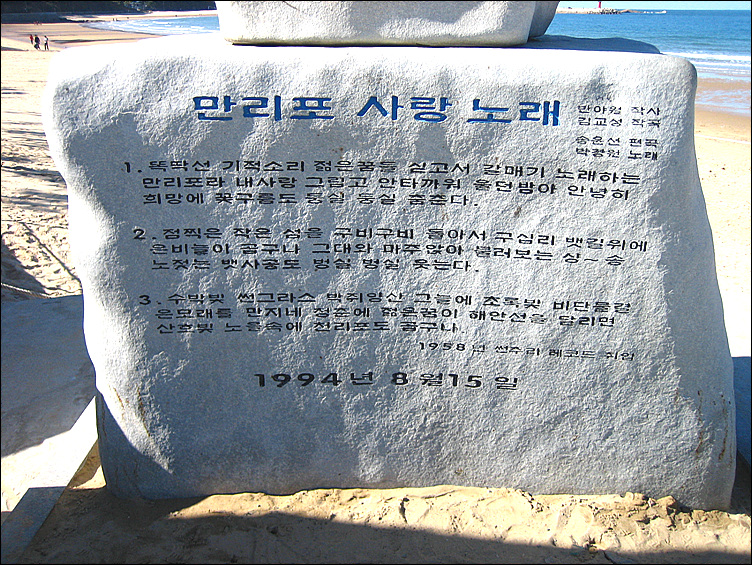 만리포 사랑 노래
반야월 작사
김교성 작곡
송운선 편곡
박경원 노래
1. 똑딱선 기적소리 젊은꿈을 싣고서 갈매기 노래하는
만리포라 내사랑 그립고 안타까워 울던밤아 안녕히
희망에 꽃구름도 둥실 둥실 춤춘다.
2. 점찍은 작은 섬을 구비구비 돌아서 구십리 뱃길위에
은비늘이 곱구나 그대와 마주앉아 불러보는 샹~송
노젓는 뱃사공도 벙실 벙실 웃는다.
3. 수박빛 썬그라스 박쥐양산 그늘에 초록빛 비단물결
은모래를 만지네 청춘에 젊은꿈이 해안선을 달리면
산호빛 노을속에 천리포도 곱구나.
1958년 레코드 취입
1994년 8월15일